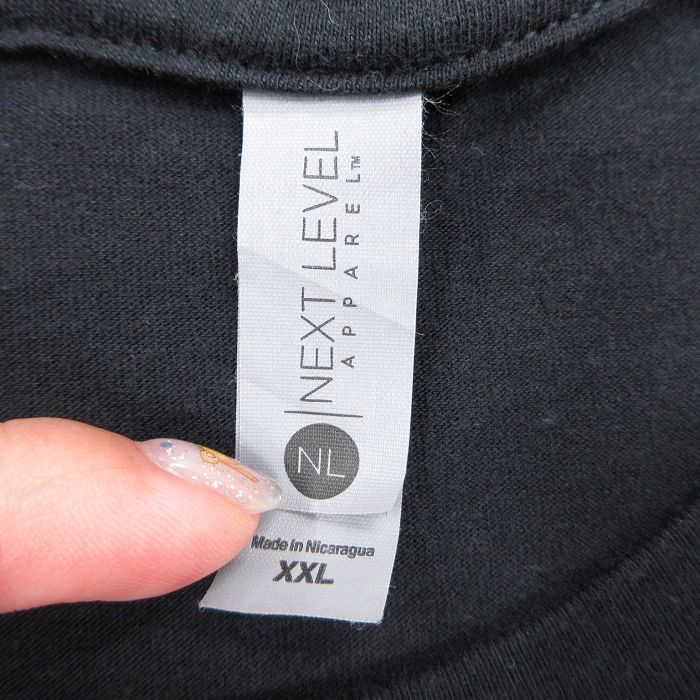 NEXT LEVEL
APPAREL™
NL
Made in Nicaragua
XXL